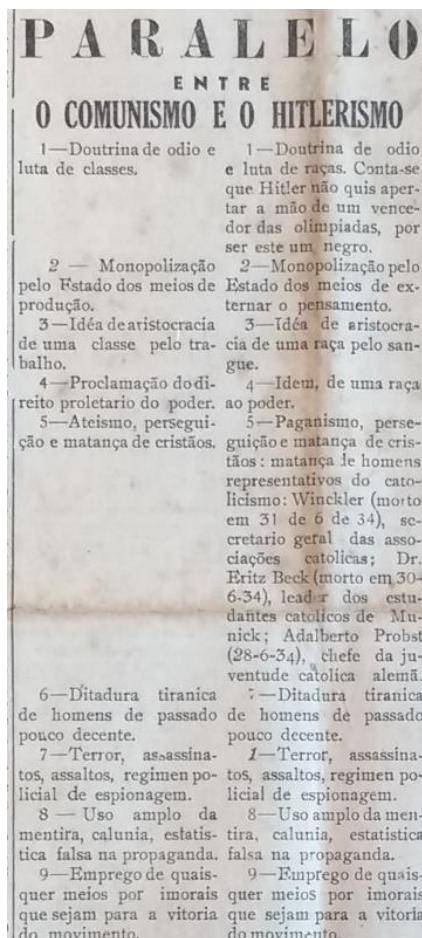 PARALELO
ENTRE
O COMUNISMO E O HITLERISMO
1—Doutrina de odio e
luta de classes.
2 — Monopolização
pelo Estado dos meios de
produção.
3—Idéa de aristocracia
de uma classe pelo tra-
balho.
4—Proclamação do di-
reito proletario do poder.
5—Ateismo, persegui-
ção e matança de cristãos.
6—Ditadura tiranica
de homens de passado
pouco decente.
7—Terror, assassina-
tos, assaltos, regimen po-
licial de espionagem.
8 — Uso amplo da
mentira, calunia, estatis-
tica falsa na propaganda.
9—Emprego de quais-
quer meios por imorais
que sejam para a vitoria
do movimento.
1—Doutrina de odio
e luta de raças. Conta-se
que Hitler não quis aper-
tar a mão de um vence-
dor das olimpiadas, por
ser este um negro.
2—Monopolização pelo
Estado dos meios de ex-
ternar o pensamento.
3—Idéa de aristocra-
cia de uma raça pelo san-
gue.
4—Idem, de uma raça
ao poder.
5—Paganismo, perse-
guição e matança de cris-
tãos: matança de homens
representativos do cato-
licismo: Winckler (morto
em 31 de 6 de 34), se-
cretario geral das asso-
ciações catolicas; Dr.
Eritz Beck (morto em 30-
6-34), leader dos estu-
dantes catolicos de Mu-
nick; Adalberto Probst
(28-6-34), chefe da ju-
ventude catolica alemã.
—Ditadura tiranica
de homens de passado
pouco decente.
1—Terror, assassina-
tos, assaltos, regimen po-
licial de espionagem.
8—Uso amplo da men-
tira, calunia, estatistica
falsa na propaganda.
9—Emprego de quais-
quer meios por imorais
que sejam para a vitoria
do movimento.